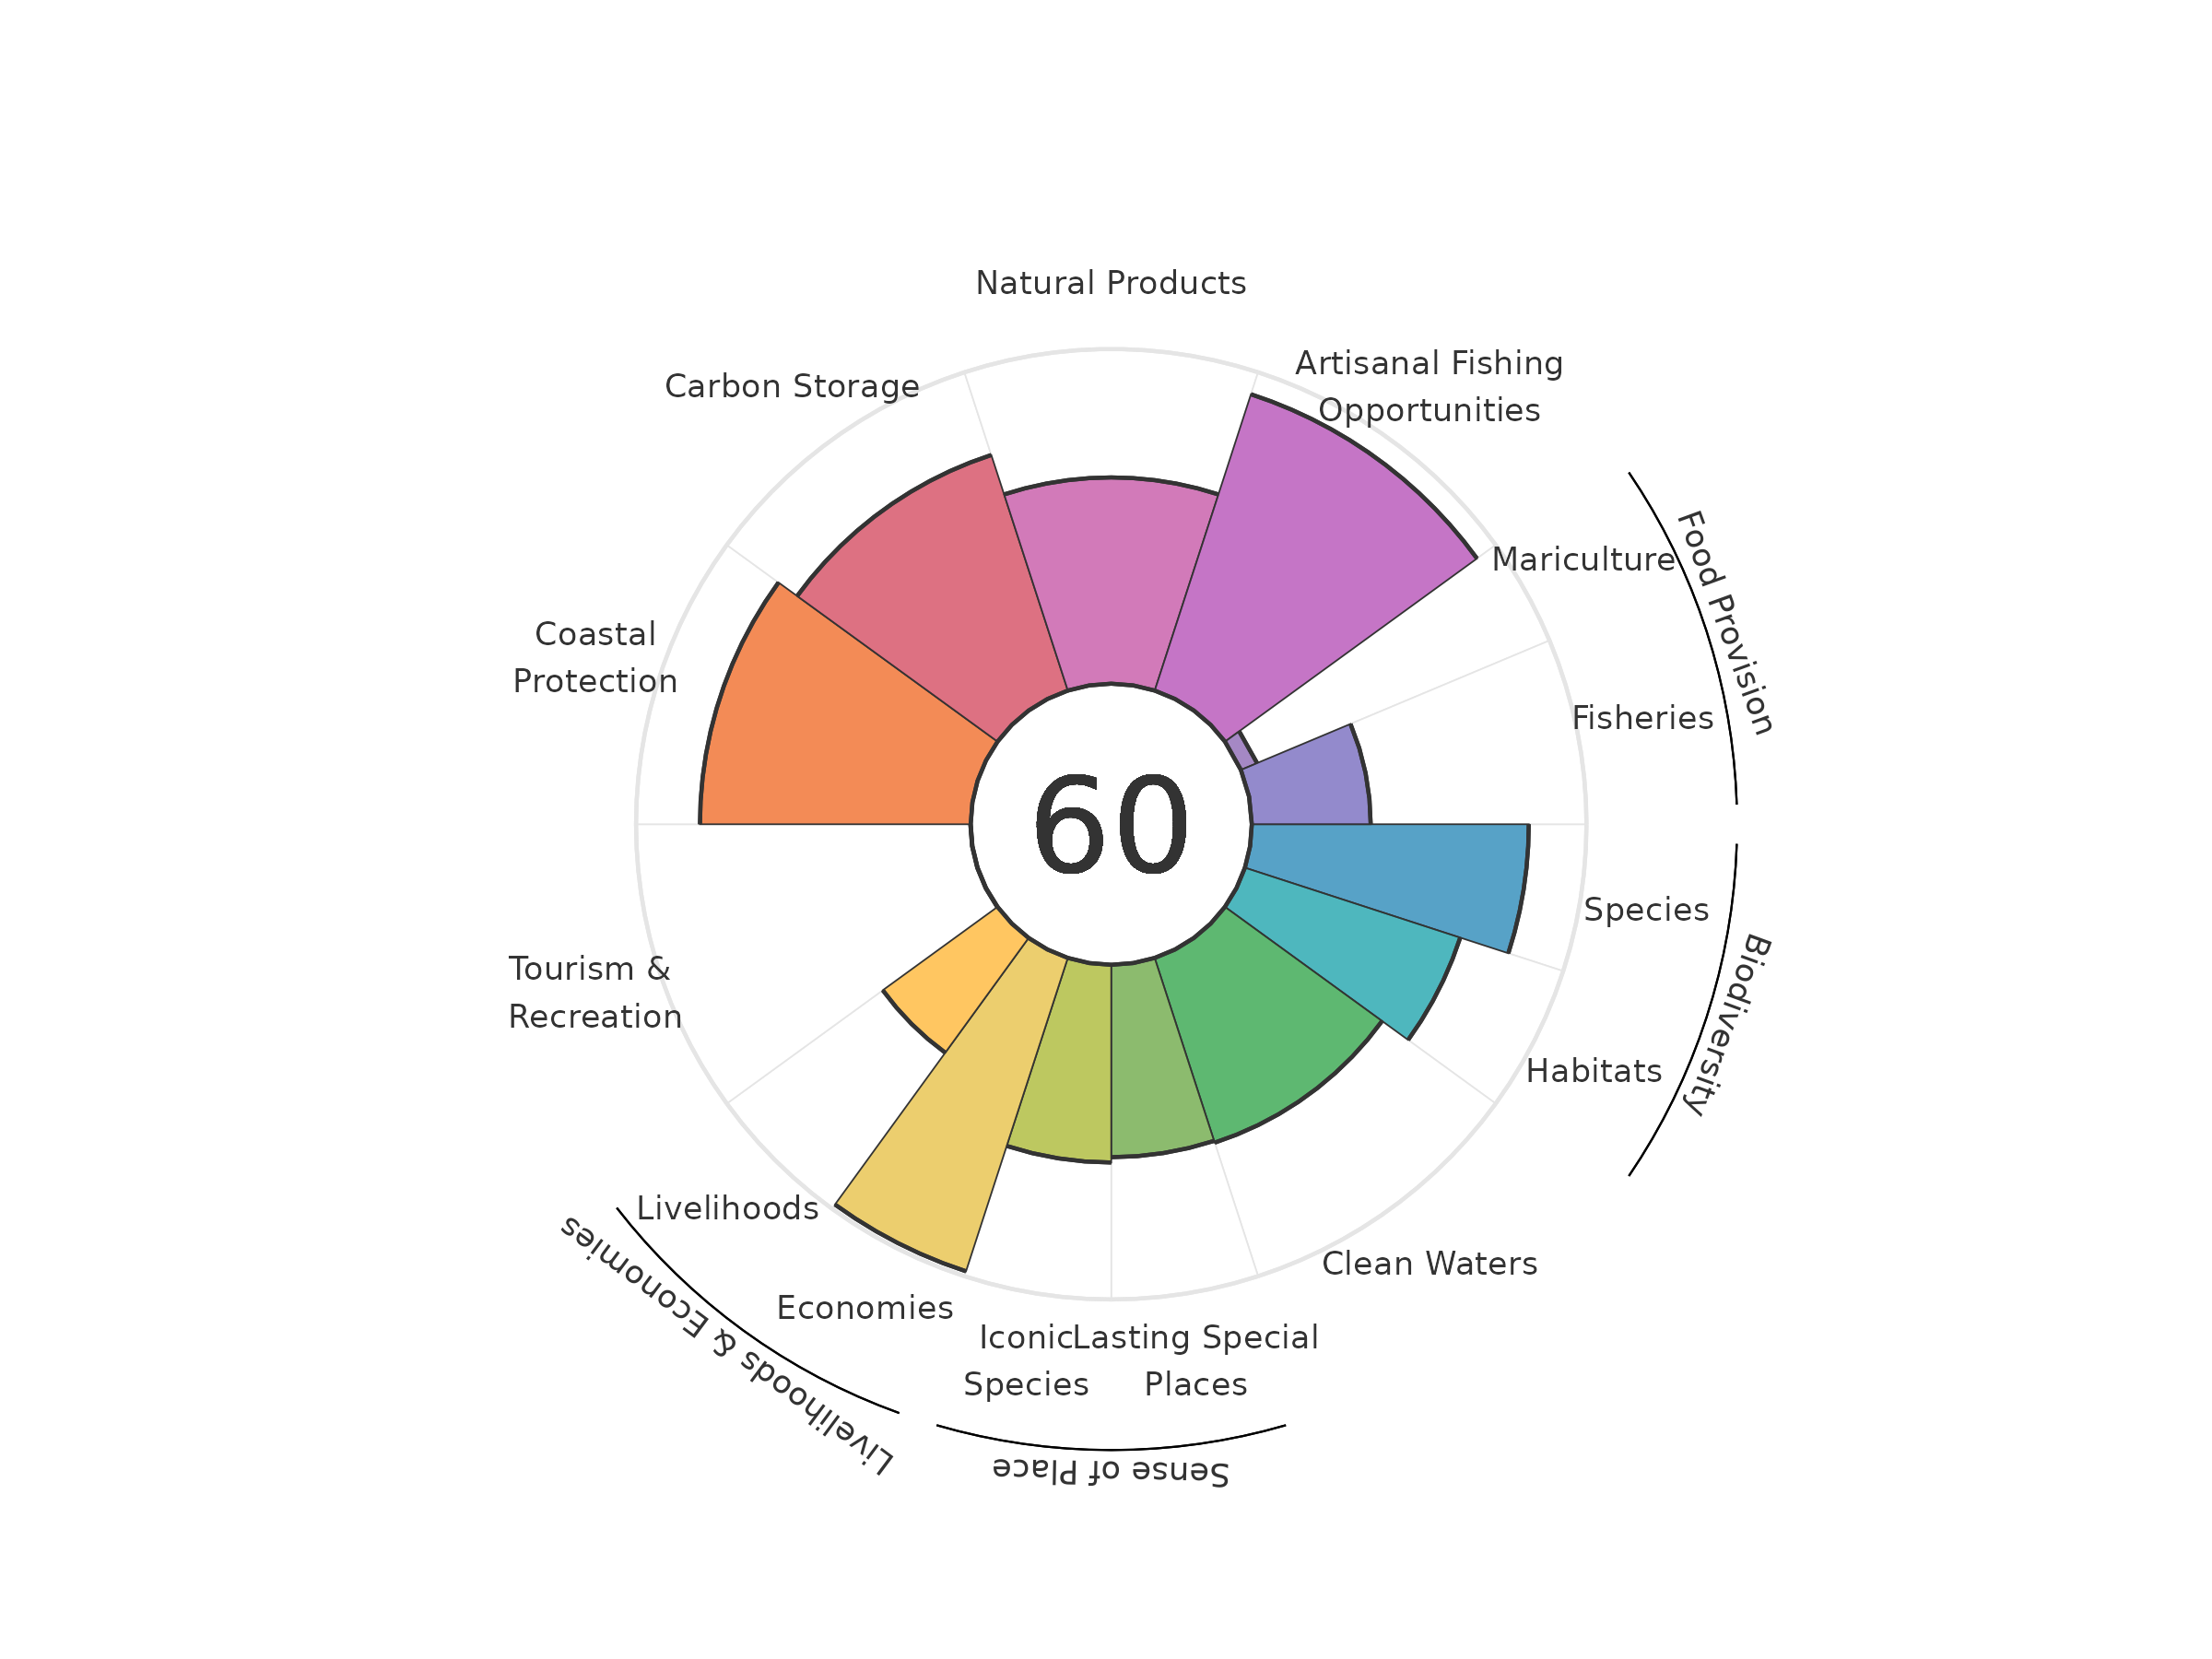 Natural Products
Artisanal Fishing
Opportunities
Carbon Storage
Food Provision
Mariculture
Coastal
Protection
Fisheries
60
Species
Biodiversity
Tourism &
Recreation
Habitats
Livelihoods
Clean Waters
Livelihoods & Economies
Economies
Iconic
Species
Lasting Special
Places
Sense of Place